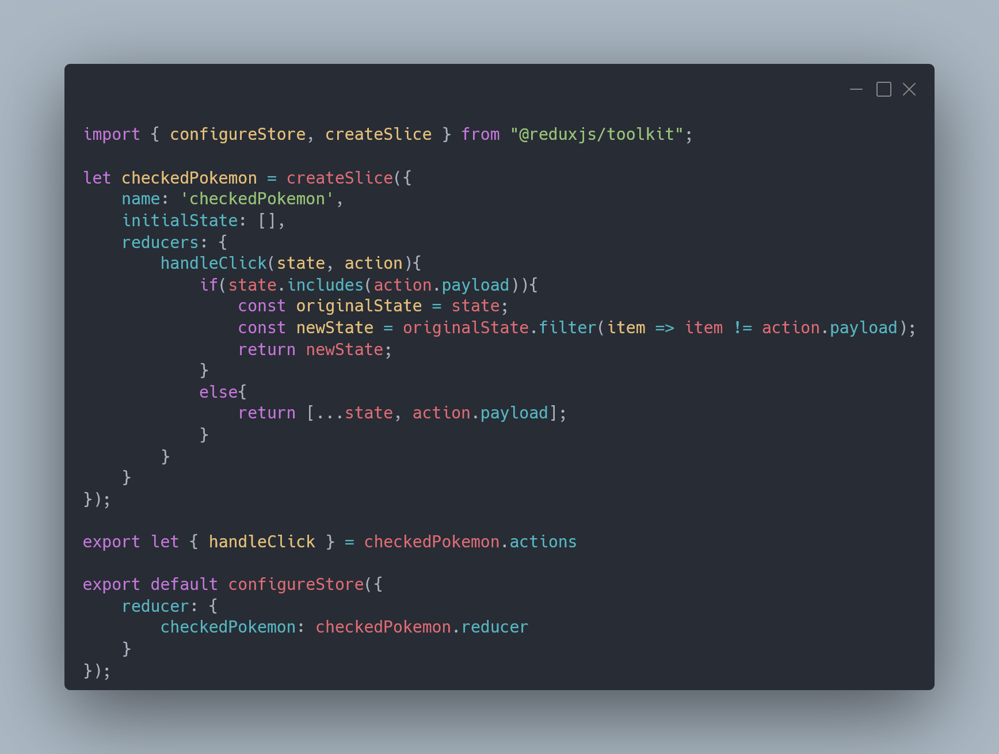 import { configureStore, createSlice } from "@reduxjs/toolkit";

let checkedPokemon = createSlice({
    name: 'checkedPokemon',
    initialState: [],
    reducers: {
        handleClick(state, action){
            if(state.includes(action.payload)){
                const originalState = state;
                const newState = originalState.filter(item => item != action.payload);
                return newState;
            }
            else{
                return [...state, action.payload];
            }
        }
    }
});

export let { handleClick } = checkedPokemon.actions

export default configureStore({
    reducer: {
        checkedPokemon: checkedPokemon.reducer
    }
});